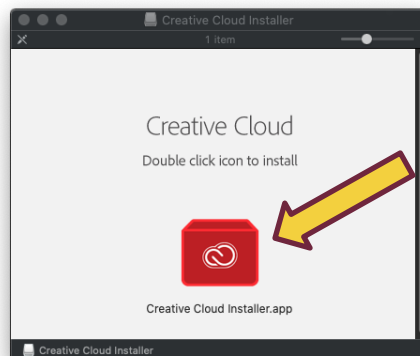 Creative Cloud Installer
1 item
Creative Cloud
Double click icon to install
Creative Cloud Installer.app
Creative Cloud Installer